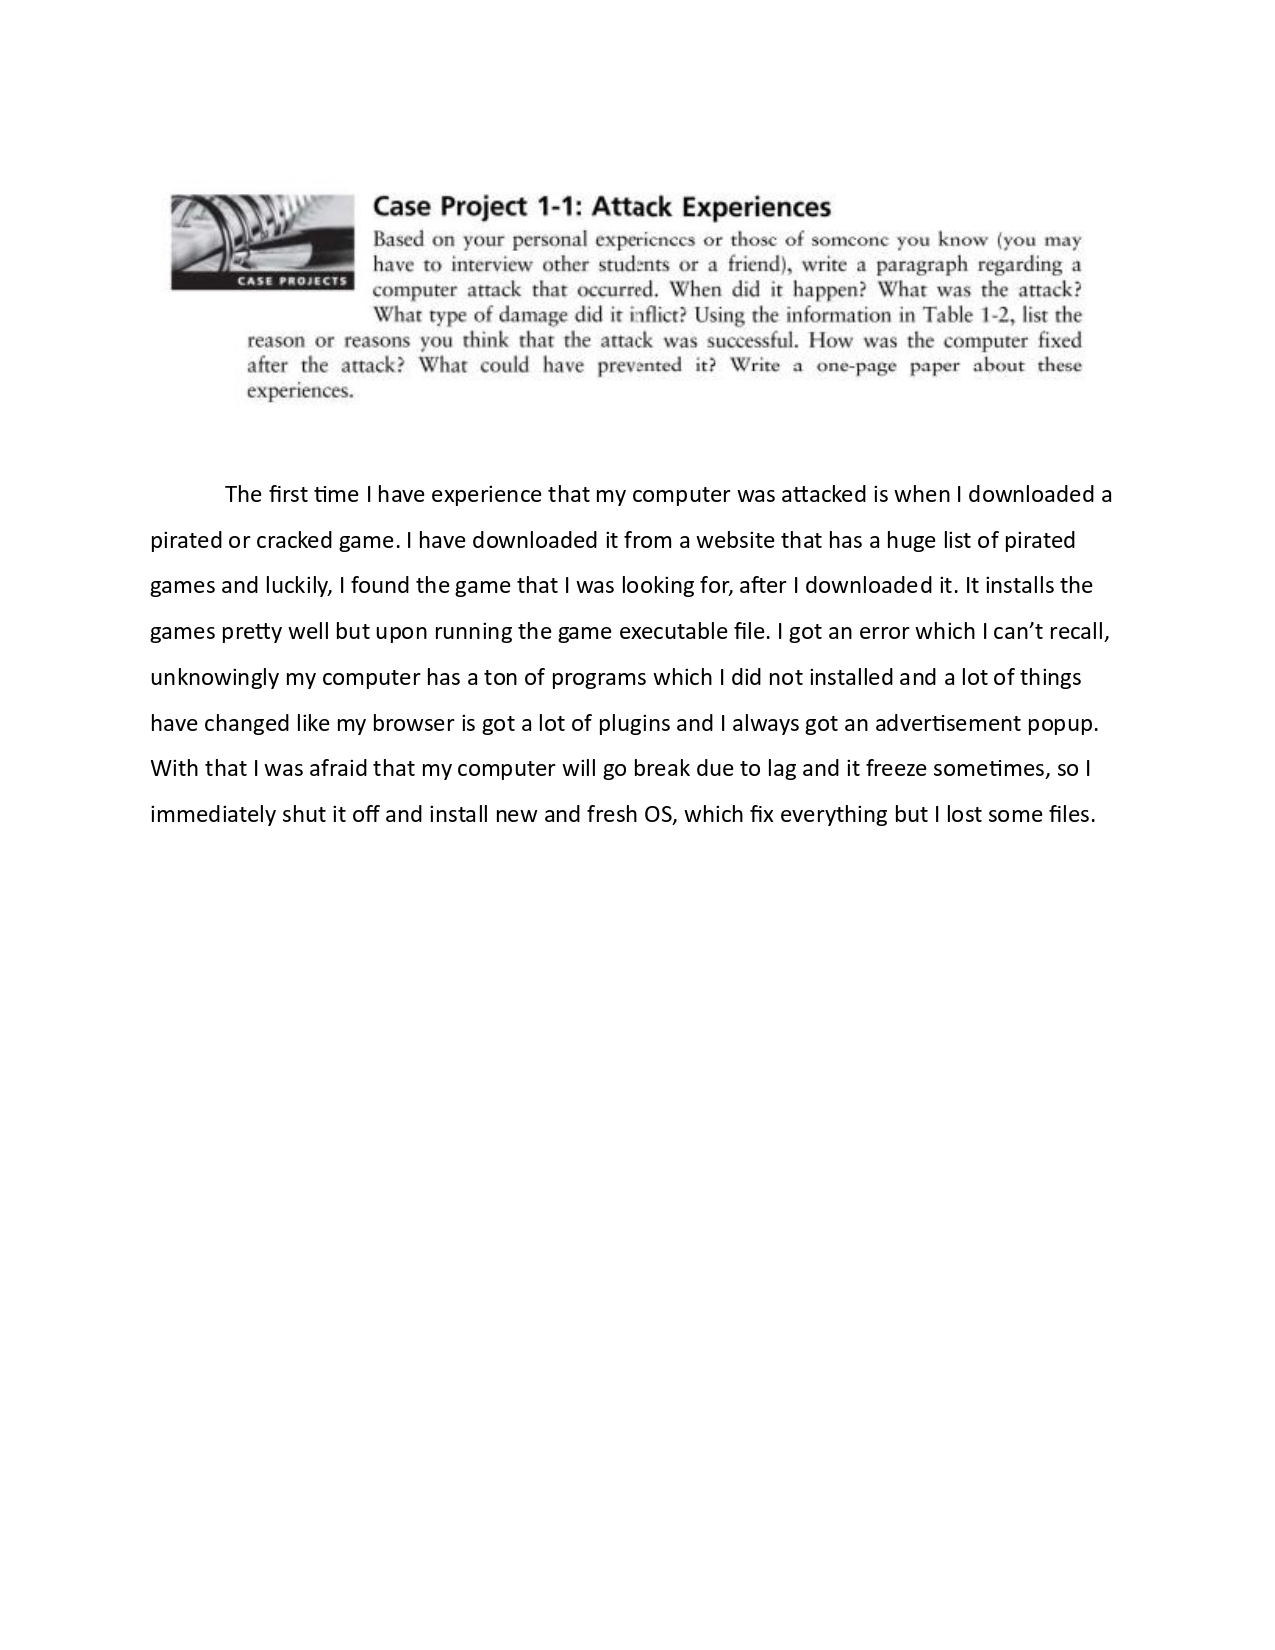 Case Project 1-1: Attack Experiences
Based on your personal experiences or those of someone you know (you may
have to interview other students or a friend), write a paragraph regarding a
CASE PROJECTS
computer attack that occurred. When did it happen? What was the attack?
What type of damage did it inflict? Using the information in Table 1-2, list the
reason or reasons you think that the attack was successful. How was the computer fixed
after the attack? What could have prevented it? Write a one-page paper about these
experiences.
The first time I have experience that my computer was attacked is when I downloaded a
pirated or cracked game. I have downloaded it from a website that has a huge list of pirated
games and luckily, I found the game that I was looking for, after I downloaded it. It installs the
games pretty well but upon running the game executable file. I got an error which I can’t recall,
unknowingly my computer has a ton of programs which I did not installed and a lot of things
have changed like my browser is got a lot of plugins and I always got an advertisement popup.
With that I was afraid that my computer will go break due to lag and it freeze sometimes, so I
immediately shut it off and install new and fresh OS, which fix everything but I lost some files.